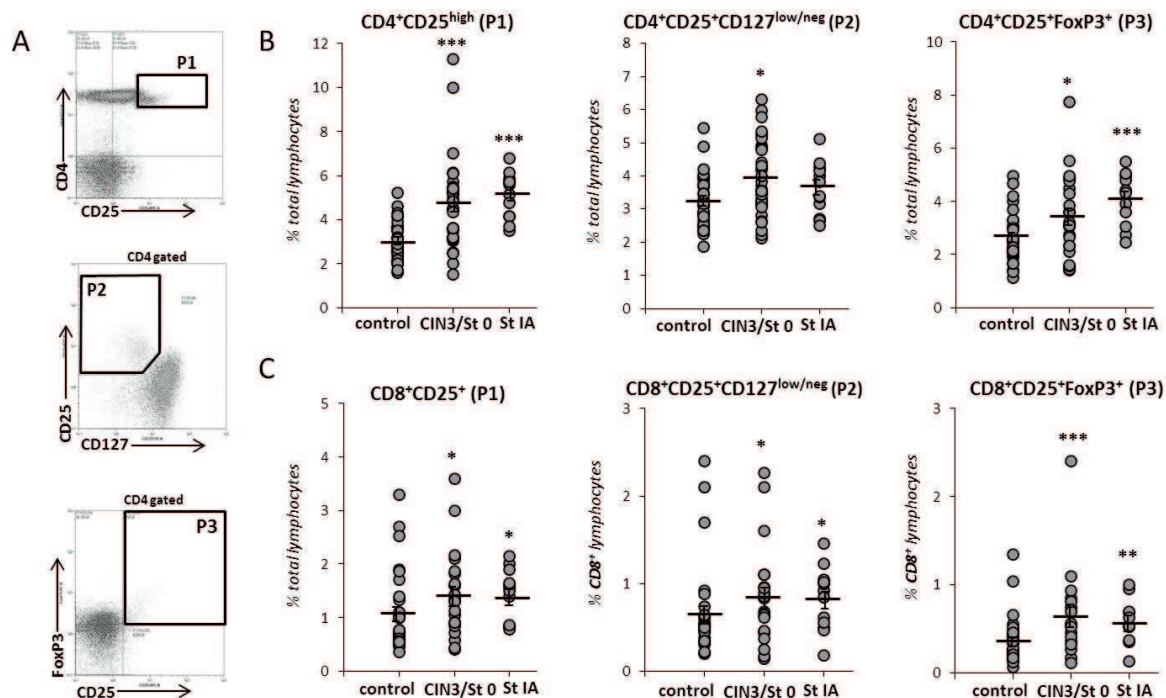 A
P1
CD4
CD25
CD4 gated
P2
CD25
CD127
CD4 gated
P3
FoxP3
CD25
B
CD4⁺CD25ʰⁱᵍʰ (P1)
***
***
% total lymphocytes
12
10
8
6
4
2
0
control CIN3/St 0 St IA
CD4⁺CD25⁺CD127ˡᵒʷ/ⁿᵉᵍ (P2)
*
% total lymphocytes
8
7
6
5
4
3
2
1
0
control CIN3/St 0 St IA
CD4⁺CD25⁺FoxP3⁺ (P3)
*
***
% total lymphocytes
10
8
6
4
2
0
control CIN3/St 0 St IA
C
CD8⁺CD25⁺ (P1)
*
*
% total lymphocytes
5
4
3
2
1
0
control CIN3/St 0 St IA
CD8⁺CD25⁺CD127ˡᵒʷ/ⁿᵉᵍ (P2)
*
*
% CD8⁺ lymphocytes
3
2
1
0
control CIN3/St 0 St IA
CD8⁺CD25⁺FoxP3⁺ (P3)
***
**
% CD8⁺ lymphocytes
3
2
1
0
control CIN3/St 0 St IA